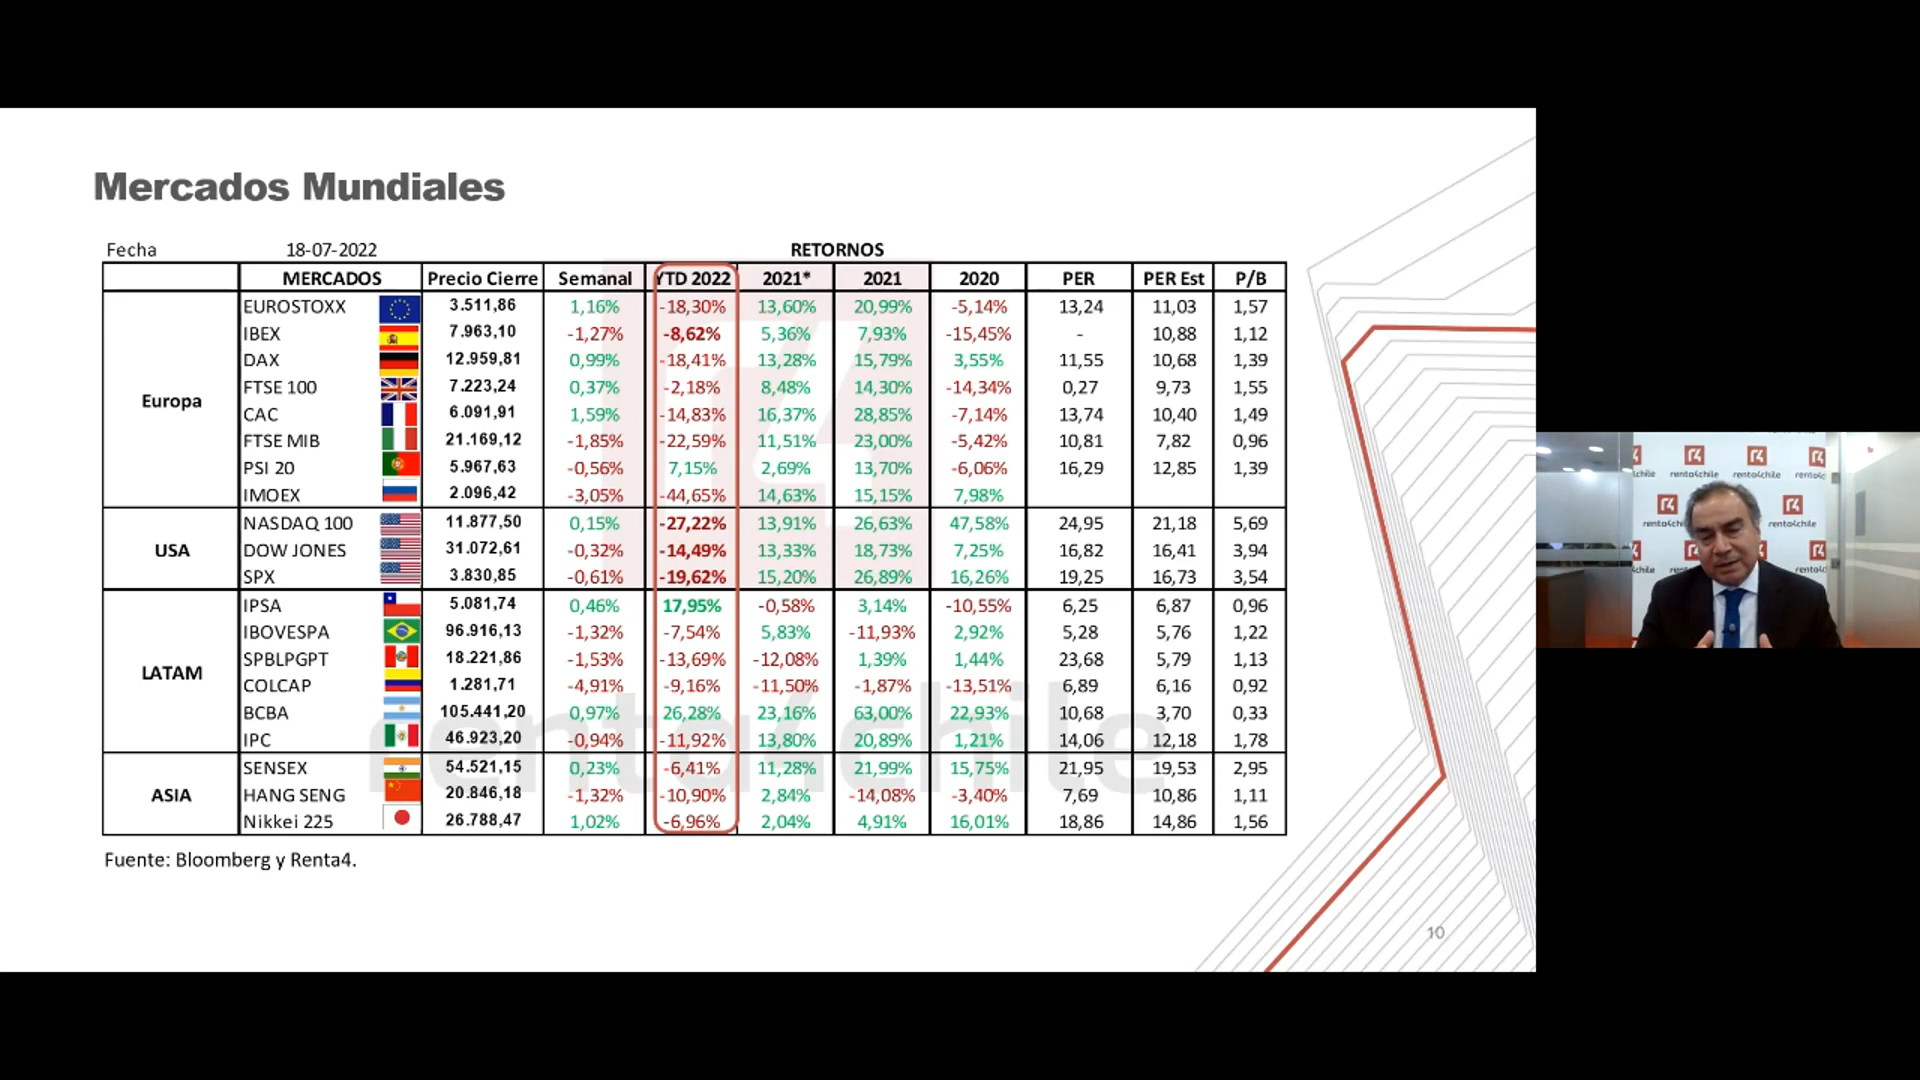 Mercados Mundiales
Fecha 18-07-2022 RETORNOS
MERCADOS Precio Cierre Semanal YTD 2022 2021* 2021 2020 PER PER Est P/B
Europa
EUROSTOXX 3.511,86 1,16% -18,30% 13,60% 20,99% -5,14% 13,24 11,03 1,57
IBEX 7.963,10 -1,27% -8,62% 5,36% 7,93% -15,45% - 10,88 1,12
DAX 12.959,81 0,99% -18,41% 13,28% 15,79% 3,55% 11,55 10,68 1,39
FTSE 100 7.223,24 0,37% -2,18% 8,48% 14,30% -14,34% 0,27 9,73 1,55
CAC 6.091,91 1,59% -14,83% 16,37% 28,85% -7,14% 13,74 10,40 1,49
FTSE MIB 21.169,12 -1,85% -22,59% 11,51% 23,00% -5,42% 10,81 7,82 0,96
PSI 20 5.967,63 -0,56% 7,15% 2,69% 13,70% -6,06% 16,29 12,85 1,39
IMOEX 2.096,42 -3,05% -44,65% 14,63% 15,15% 7,98%
USA
NASDAQ 100 11.877,50 0,15% -27,22% 13,91% 26,63% 47,58% 24,95 21,18 5,69
DOW JONES 31.072,61 -0,32% -14,49% 13,33% 18,73% 7,25% 16,82 16,41 3,94
SPX 3.830,85 -0,61% -19,62% 15,20% 26,89% 16,26% 19,25 16,73 3,54
LATAM
IPSA 5.081,74 0,46% 17,95% -0,58% 3,14% -10,55% 6,25 6,87 0,96
IBOVESPA 96.916,13 -1,32% -7,54% 5,83% -11,93% 2,92% 5,28 5,76 1,22
SPBLPGPT 18.221,86 -1,53% -13,69% -12,08% 1,39% 1,44% 23,68 5,79 1,13
COLCAP 1.281,71 -4,91% -9,16% -11,50% -1,87% -13,51% 6,89 6,16 0,92
BCBA 105.441,20 0,97% 26,28% 23,16% 63,00% 22,93% 10,68 3,70 0,33
IPC 46.923,20 -0,94% -11,92% 13,80% 20,89% 1,21% 14,06 12,18 1,78
ASIA
SENSEX 54.521,15 0,23% -6,41% 11,28% 21,99% 15,75% 21,95 19,53 2,95
HANG SENG 20.846,18 -1,32% -10,90% 2,84% -14,08% -3,40% 7,69 10,86 1,11
Nikkei 225 26.788,47 1,02% -6,96% 2,04% 4,91% 16,01% 18,86 14,86 1,56
Fuente: Bloomberg y Renta4.
10
renta4chile
renta4chile renta4chile
renta4chile